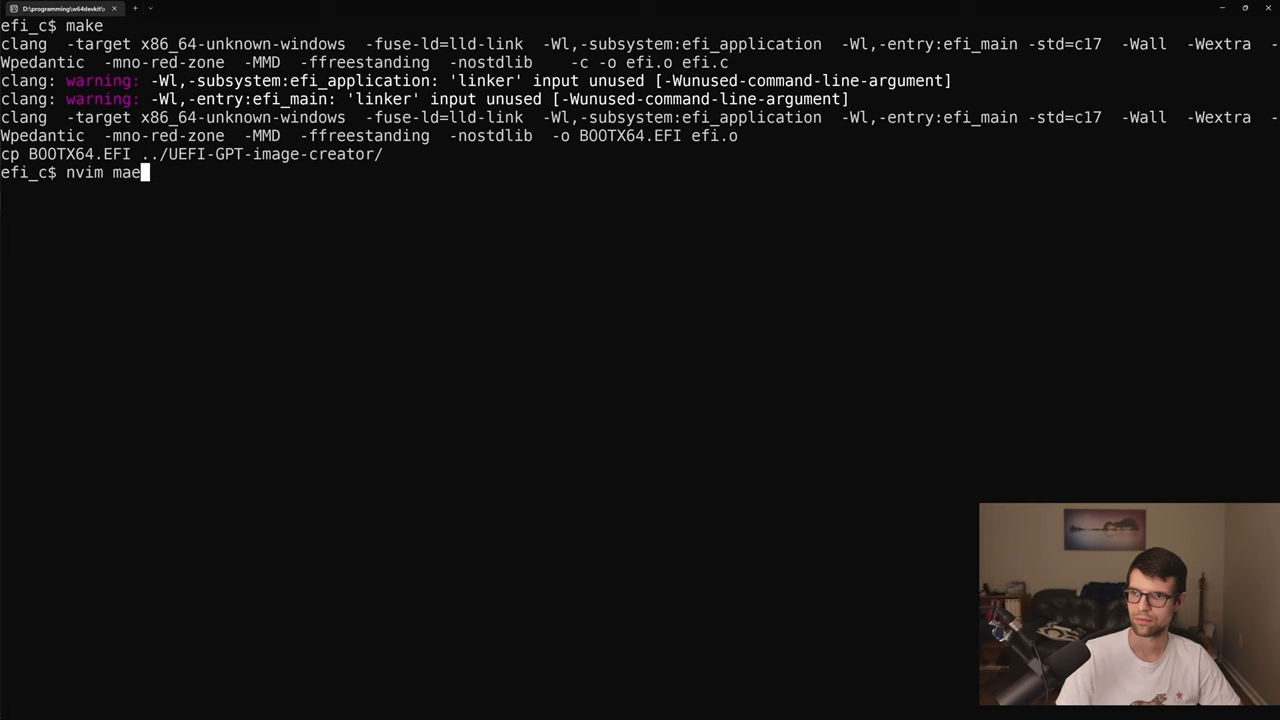 D:\programming\w64devkit\
efi_c$ make
clang  -target x86_64-unknown-windows  -fuse-ld=lld-link  -Wl,-subsystem:efi_application  -Wl,-entry:efi_main -std=c17  -Wall  -Wextra  -
Wpedantic  -mno-red-zone  -MMD  -ffreestanding  -nostdlib    -c -o efi.o efi.c
clang: warning: -Wl,-subsystem:efi_application: 'linker' input unused [-Wunused-command-line-argument]
clang: warning: -Wl,-entry:efi_main: 'linker' input unused [-Wunused-command-line-argument]
clang  -target x86_64-unknown-windows  -fuse-ld=lld-link  -Wl,-subsystem:efi_application  -Wl,-entry:efi_main -std=c17  -Wall  -Wextra  -
Wpedantic  -mno-red-zone  -MMD  -ffreestanding  -nostdlib  -o BOOTX64.EFI efi.o
cp BOOTX64.EFI ../UEFI-GPT-image-creator/
efi_c$ nvim mae